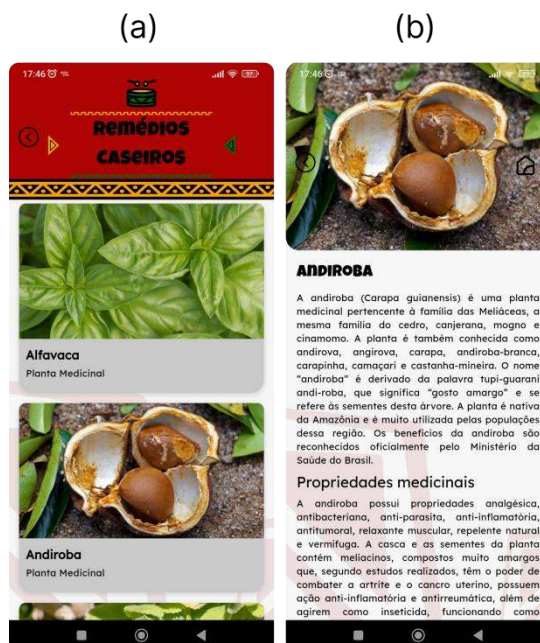 (a)
(b)
17:46
97
Remédios
Caseiros
Alfavaca
Planta Medicinal
Andiroba
Planta Medicinal
17:46
97
Andiroba
A andiroba (Carapa guianensis) é uma planta
medicinal pertencente à família das Meliáceas, a
mesma família do cedro, canjerana, mogno e
cinamomo. A planta é também conhecida como
andirova, angirova, carapa, andiroba-branca,
carapinha, camaçari e castanha-mineira. O nome
"andiroba" é derivado da palavra tupi-guarani
andi-roba, que significa "gosto amargo" e se
refere às sementes desta árvore. A planta é nativa
da Amazônia e é muito utilizada pelas populações
dessa região. Os benefícios da andiroba são
reconhecidos oficialmente pelo Ministério da
Saúde do Brasil.
Propriedades medicinais
A andiroba possui propriedades analgésica,
antibacteriana, anti-parasita, anti-inflamatória,
antitumoral, relaxante muscular, repelente natural
e vermífuga. A casca e as sementes da planta
contém meliacinos, compostos muito amargos
que, segundo estudos realizados, têm o poder de
combater a artrite e o cancro uterino, possuem
ação anti-inflamatória e antirreumática, além de
agirem como inseticida, funcionando como